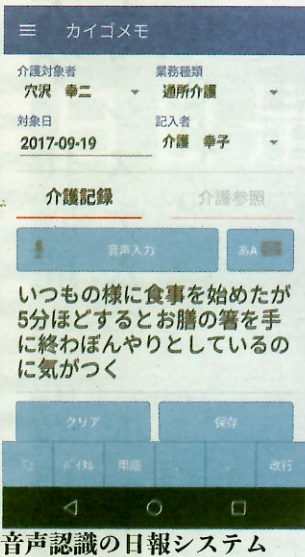 カイゴメモ
介護対象者 業務種類
穴沢 幸二 通所介護
対象日 記入者
2017-09-19 介護 幸子
介護記録 介護参照
音声入力 あA
いつもの様に食事を始めたが
5分ほどするとお膳の箸を手
に終わぼんやりとしているの
に気がつく
クリア 保存
バイタル 用語 改行
音声認識の日報システム